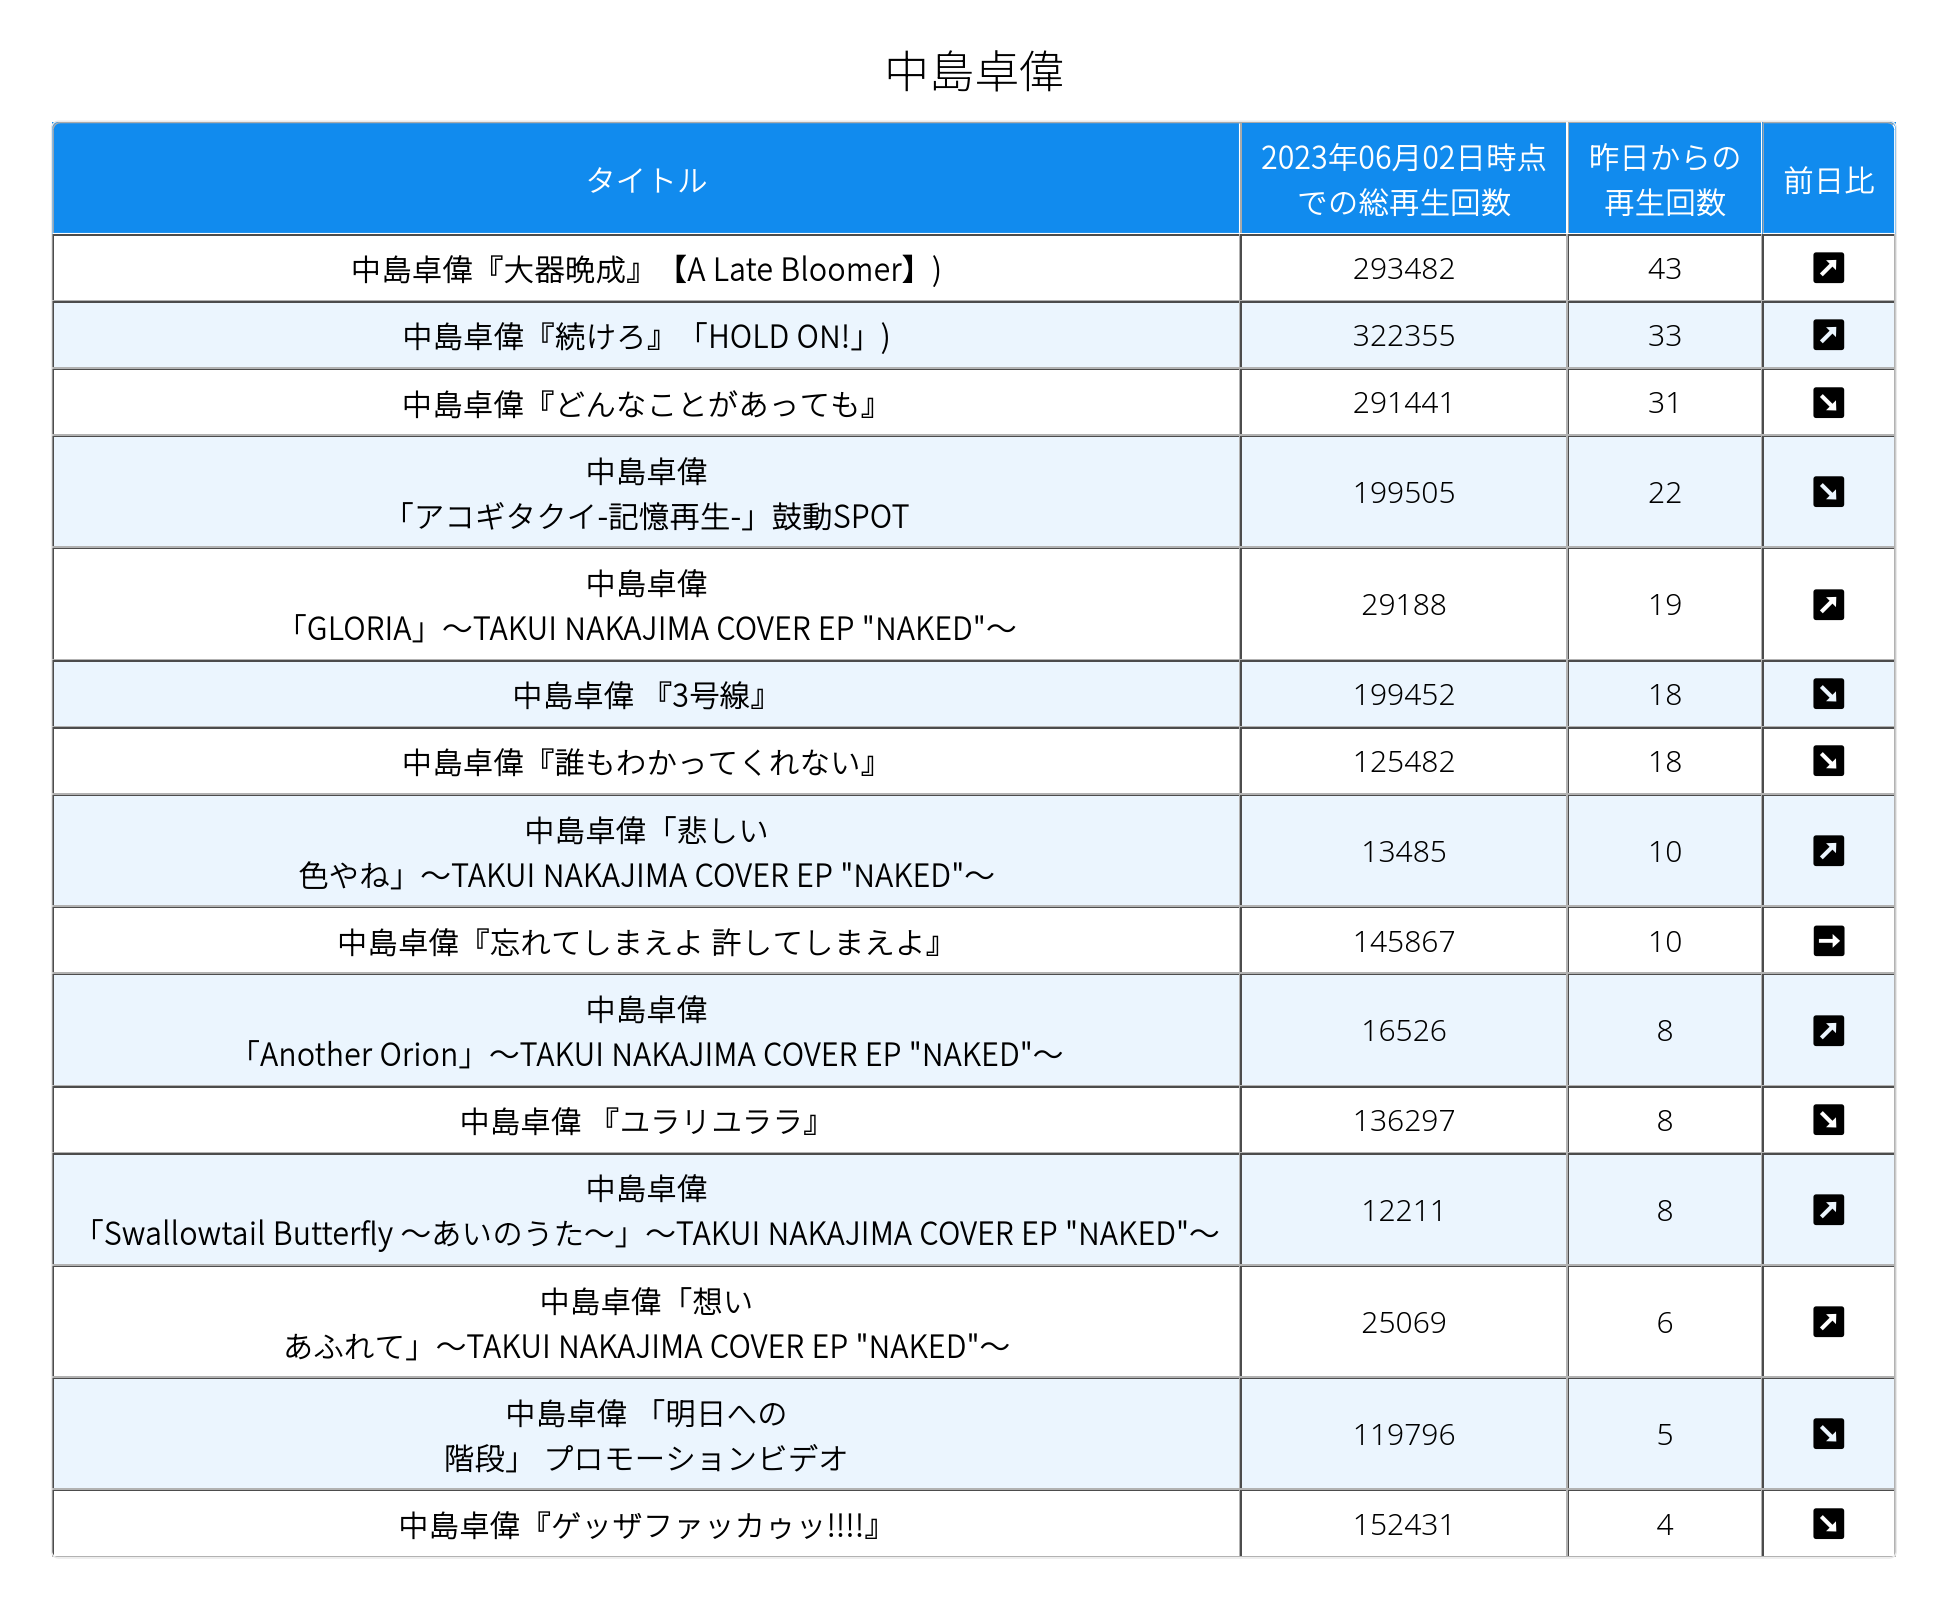 中島卓偉
タイトル
2023年06月02日時点
での総再生回数
昨日からの
再生回数
前日比
中島卓偉『大器晩成』【A Late Bloomer】)
293482
43
中島卓偉『続けろ』「HOLD ON!」)
322355
33
中島卓偉『どんなことがあっても』
291441
31
中島卓偉
「アコギタクイ-記憶再生-」鼓動SPOT
199505
22
中島卓偉
「GLORIA」～TAKUI NAKAJIMA COVER EP "NAKED"～
29188
19
中島卓偉 『3号線』
199452
18
中島卓偉『誰もわかってくれない』
125482
18
中島卓偉「悲しい
色やね」～TAKUI NAKAJIMA COVER EP "NAKED"～
13485
10
中島卓偉『忘れてしまえよ 許してしまえよ』
145867
10
中島卓偉
「Another Orion」～TAKUI NAKAJIMA COVER EP "NAKED"～
16526
8
中島卓偉 『ユラリユララ』
136297
8
中島卓偉
「Swallowtail Butterfly ～あいのうた～」～TAKUI NAKAJIMA COVER EP "NAKED"～
12211
8
中島卓偉「想い
あふれて」～TAKUI NAKAJIMA COVER EP "NAKED"～
25069
6
中島卓偉 「明日への
階段」 プロモーションビデオ
119796
5
中島卓偉『ゲッザファッカゥッ!!!!』
152431
4